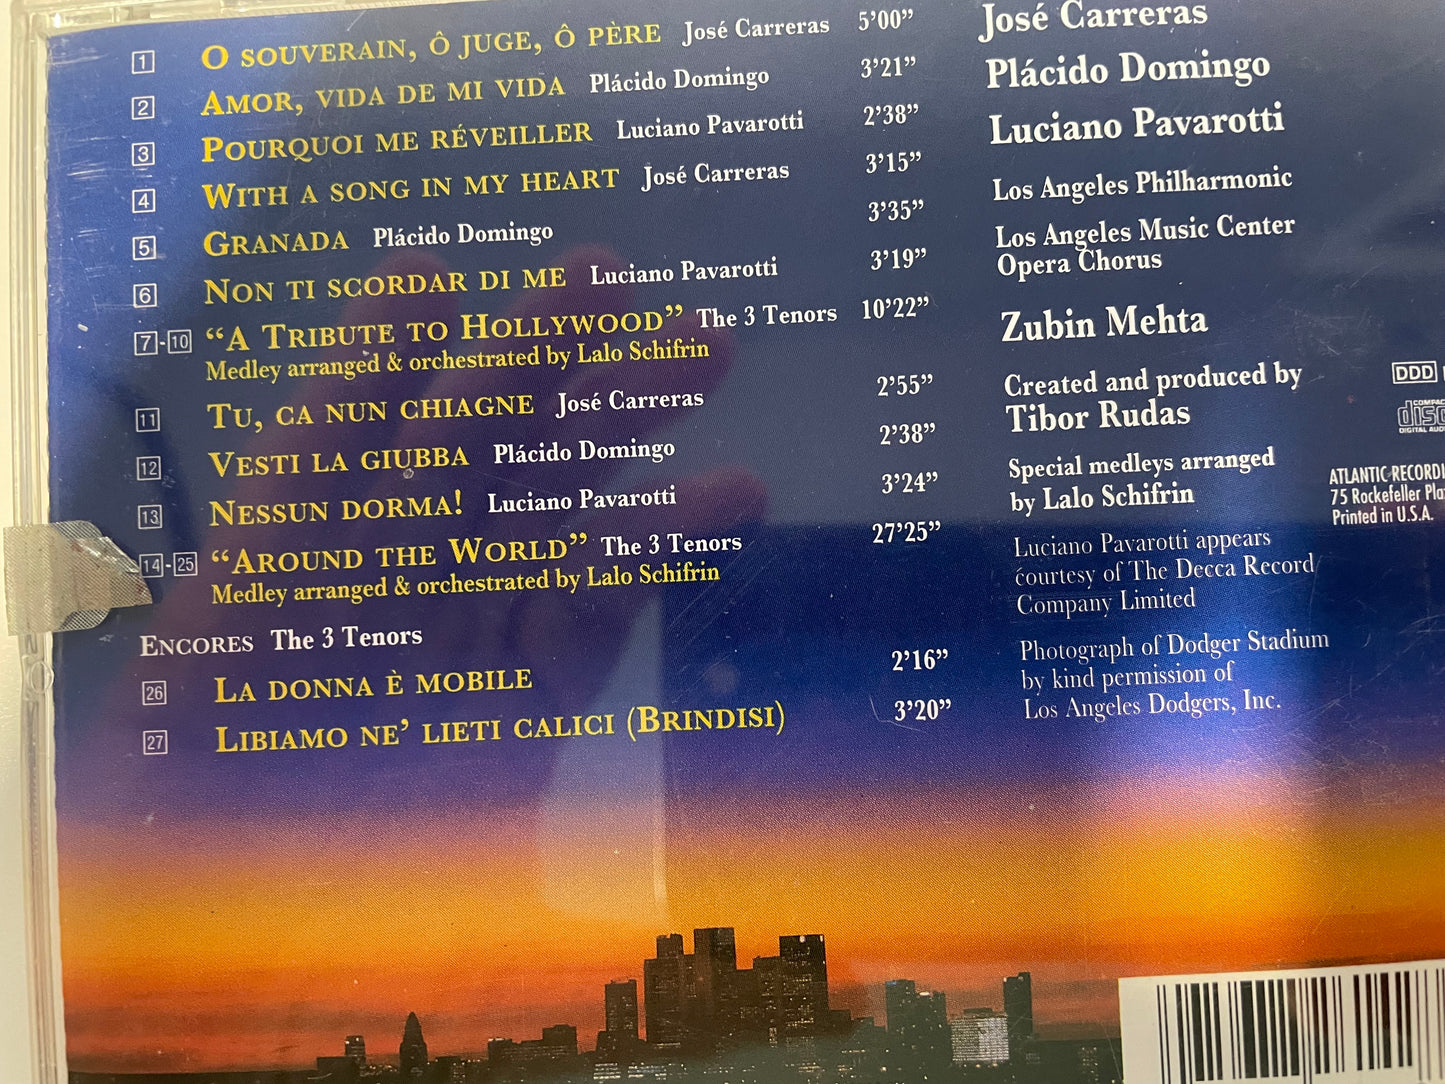 1 O SOUVERAIN, Ô JUGE, Ô PÈRE José Carreras 5’00”
2 AMOR, VIDA DE MI VIDA Plácido Domingo 3’21”
3 POURQUOI ME RÉVEILLER Luciano Pavarotti 2’38”
4 WITH A SONG IN MY HEART José Carreras 3’15”
5 GRANADA Plácido Domingo 3’35”
6 NON TI SCORDAR DI ME Luciano Pavarotti 3’19”
7-10 “A TRIBUTE TO HOLLYWOOD” The 3 Tenors 10’22”
Medley arranged & orchestrated by Lalo Schifrin
11 TU, CA NUN CHIAGNE José Carreras 2’55”
12 VESTI LA GIUBBA Plácido Domingo 2’38”
13 NESSUN DORMA! Luciano Pavarotti 3’24”
14-25 “AROUND THE WORLD” The 3 Tenors 27’25”
Medley arranged & orchestrated by Lalo Schifrin
ENCORES The 3 Tenors
26 LA DONNA È MOBILE 2’16”
27 LIBIAMO NE’ LIETI CALICI (BRINDISI) 3’20”
José Carreras
Plácido Domingo
Luciano Pavarotti
Los Angeles Philharmonic
Los Angeles Music Center
Opera Chorus
Zubin Mehta
Created and produced by
Tibor Rudas
Special medleys arranged
by Lalo Schifrin
Luciano Pavarotti appears
courtesy of The Decca Record
Company Limited
Photograph of Dodger Stadium
by kind permission of
Los Angeles Dodgers, Inc.
DDD
COMPAC
disc
DIGITAL AUD
ATLANTIC RECORDI
75 Rockefeller Pla
Printed in U.S.A.